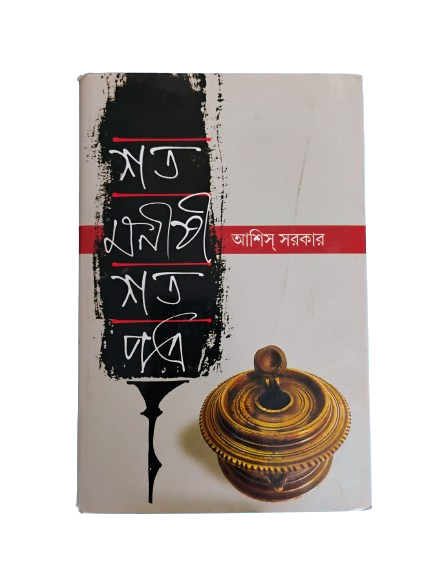 শত
মনীষী
শত
পত্র
আশিস্ সরকার